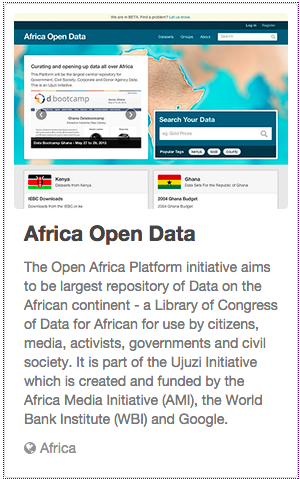 We are in BETA. Find a problem? Let us know.
Log in Register
Africa Open Data
Datasets Groups About Search
Curating and opening up data all over Africa
This Platform will be the largest central repository for
Government, Civil Society, Corporate and Donor Agency Data.
This is an Ujuzi Initiative
d|bootcamp
Ghana Databootcamp
Data Bootcamp Ghana - May 27 to 29, 2013
Search Your Data
eg. Gold Prices
Popular Tags kenya kodi county
Kenya
Datasets from Kenya
Ghana
Data Sets For the Republic of Ghana
IEBC Downloads
Downloads from the IEBC.or.ke
2004 Ghana Budget
2004 Ghana Budget
Africa Open Data
The Open Africa Platform initiative aims
to be largest repository of Data on the
African continent - a Library of Congress
of Data for African for use by citizens,
media, activists, governments and civil
society. It is part of the Ujuzi Initiative
which is created and funded by the
Africa Media Initiative (AMI), the World
Bank Institute (WBI) and Google.
Africa